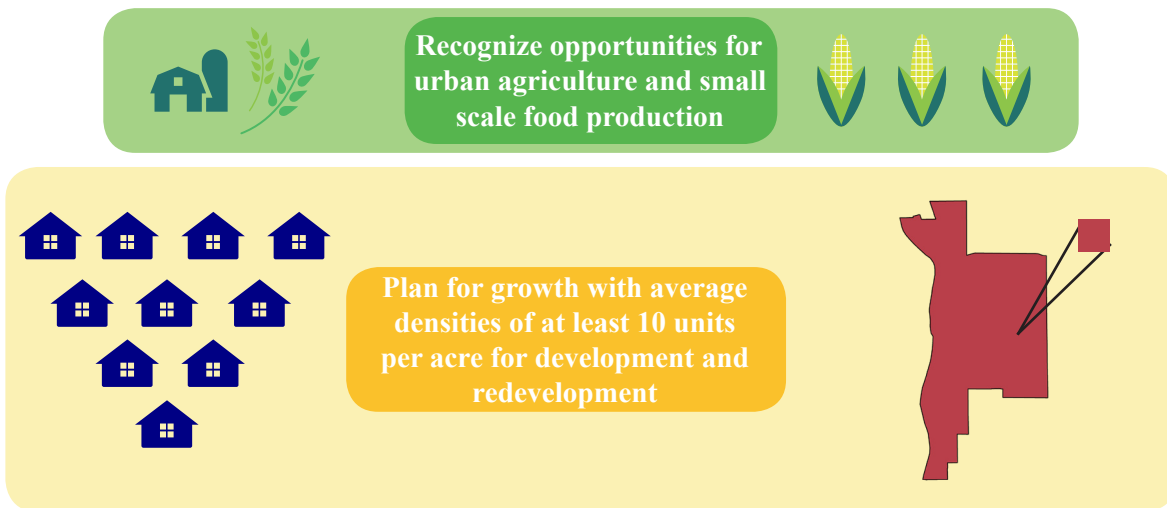 Recognize opportunities for
urban agriculture and small
scale food production
Plan for growth with average
densities of at least 10 units
per acre for development and
redevelopment